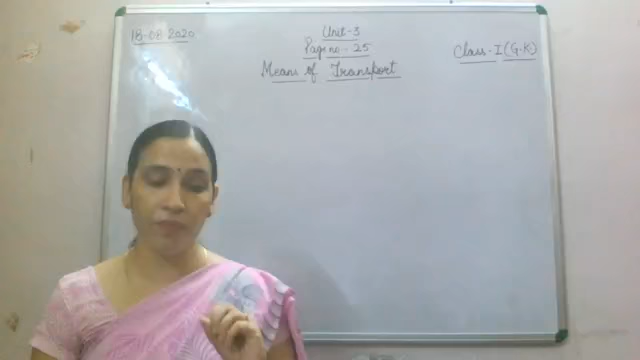 18-08-2020
Unit-3
Page no:- 25
Class-I (G.K)
Means of Transport